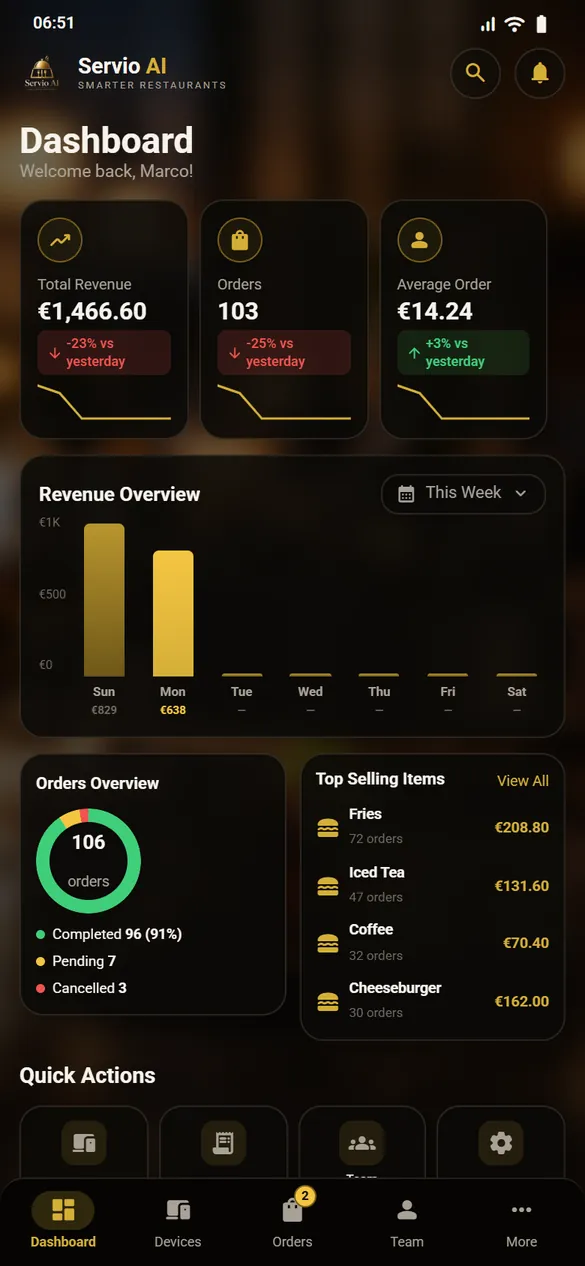 06:51
Servio AI
Servio AI
SMARTER RESTAURANTS
Dashboard
Welcome back, Marco!
Total Revenue
€1,466.60
-23% vs
yesterday
Orders
103
-25% vs
yesterday
Average Order
€14.24
+3% vs
yesterday
Revenue Overview
This Week
€1K
€500
€0
Sun
Mon
Tue
Wed
Thu
Fri
Sat
€829
€638
–
–
–
–
–
Orders Overview
106
orders
Completed 96 (91%)
Pending 7
Cancelled 3
Top Selling Items
View All
Fries
72 orders
€208.80
Iced Tea
47 orders
€131.60
Coffee
32 orders
€70.40
Cheeseburger
30 orders
€162.00
Quick Actions
2
Dashboard
Devices
Orders
Team
More